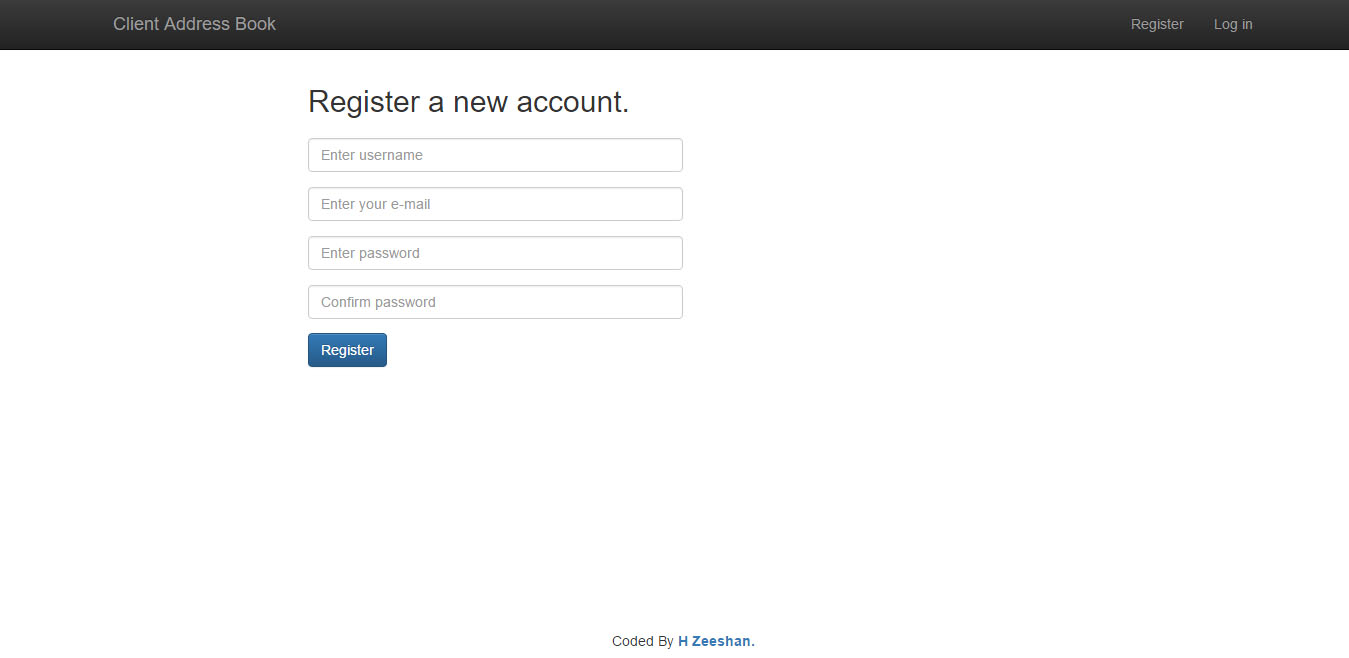 Client Address Book Register Log in
Register a new account.
Enter username
Enter your e-mail
Enter password
Confirm password
Register
Coded By H Zeeshan.